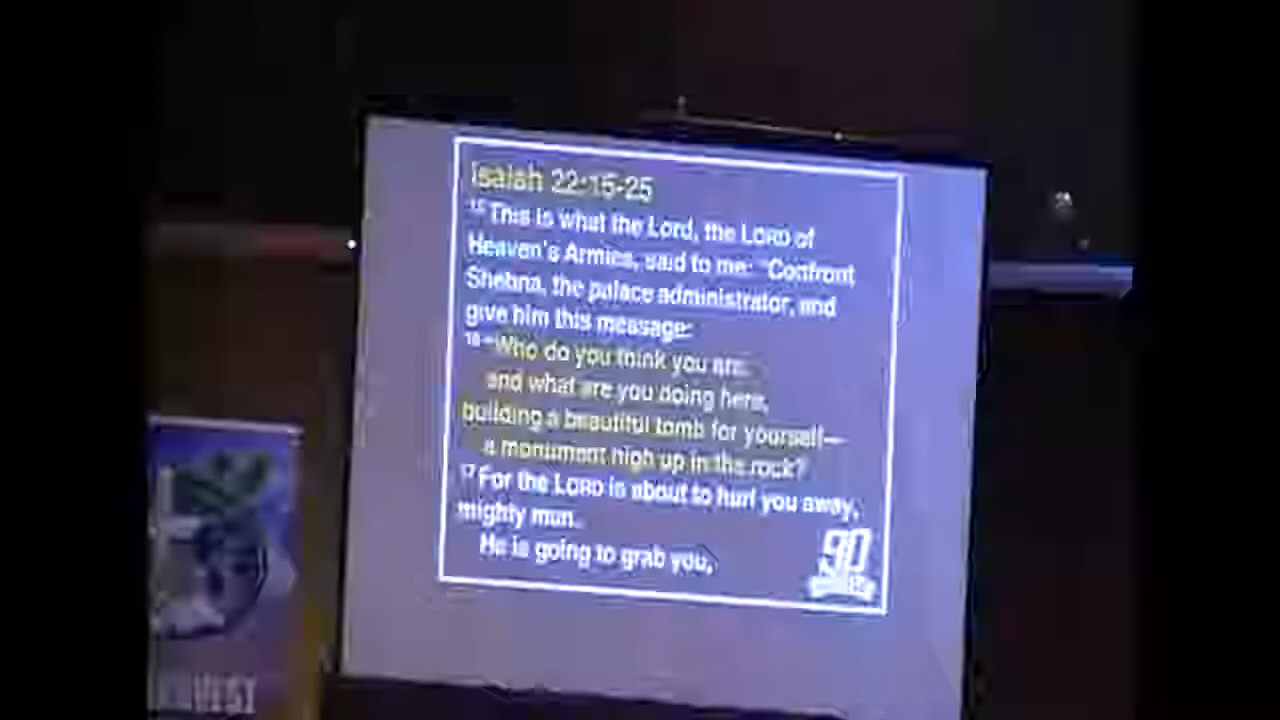 Isaiah 22:15-25
15 This is what the Lord, the LORD of
Heaven's Armies, said to me: "Confront
Shebna, the palace administrator, and
give him this message:
16 "Who do you think you are,
and what are you doing here,
building a beautiful tomb for yourself—
a monument high up in the rock?
17 For the LORD is about to hurl you away,
mighty man.
He is going to grab you,
90